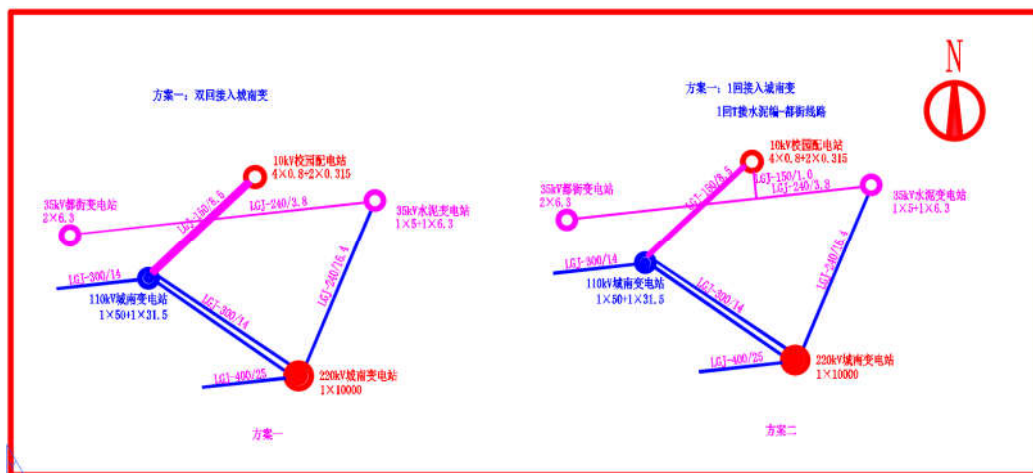 方案一：双回接入城南变
10kV校园配电站
4×0.8+2×0.315
35kV都街变电站
2×6.3
LGJ-150/8.5
LGJ-240/3.8
35kV水泥变电站
1×5+1×6.3
LGJ-300/14
110kV城南变电站
1×50+1×31.5
LGJ-300/14
LGJ-240/16.4
LGJ-400/25
220kV城南变电站
1×10000
方案一
方案一：1回接入城南变
1回T接水泥编-都街线路
N
10kV校园配电站
4×0.8+2×0.315
LGJ-150/8.5
LGJ-150/1.0
LGJ-240/3.8
35kV都街变电站
2×6.3
35kV水泥变电站
1×5+1×6.3
LGJ-300/14
110kV城南变电站
1×50+1×31.5
LGJ-300/14
LGJ-240/16.4
LGJ-400/25
220kV城南变电站
1×10000
方案二